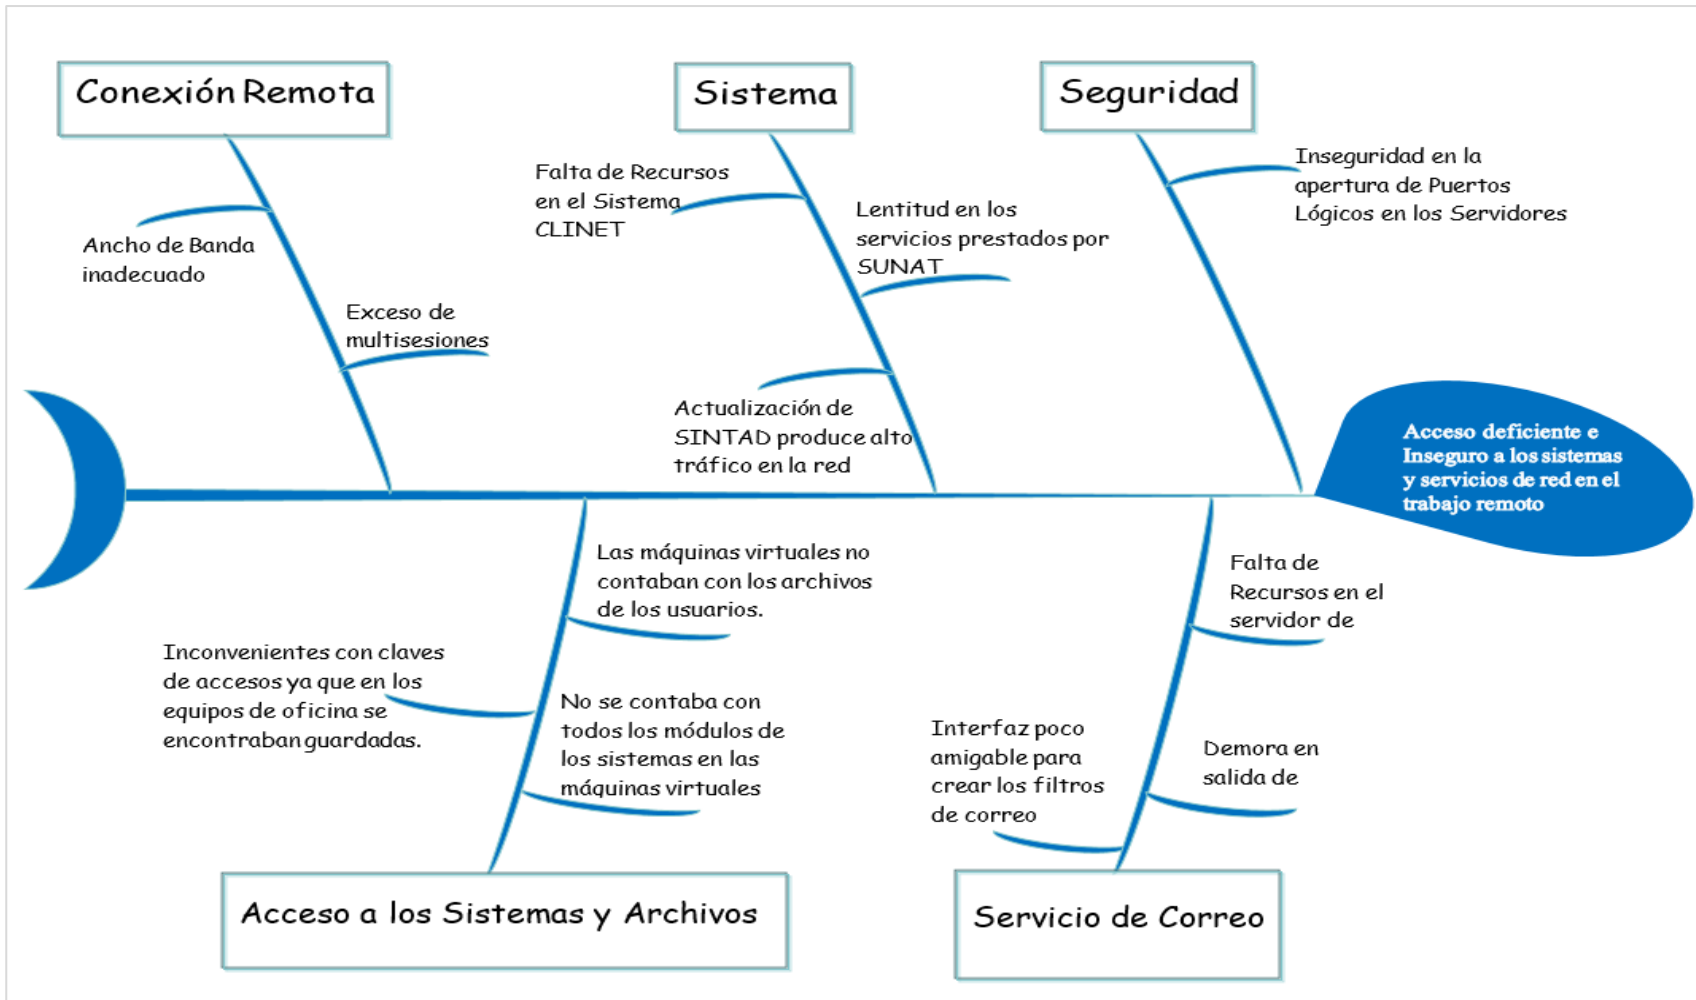 Conexión Remota
Sistema
Seguridad
Ancho de Banda
inadecuado
Exceso de
multisesiones
Falta de Recursos
en el Sistema
CLINET
Lentitud en los
servicios prestados por
SUNAT
Actualización de
SINTAD produce alto
tráfico en la red
Inseguridad en la
apertura de Puertos
Lógicos en los Servidores
Acceso deficiente e
Inseguro a los sistemas
y servicios de red en el
trabajo remoto
Las máquinas virtuales no
contaban con los archivos
de los usuarios.
Inconvenientes con claves
de accesos ya que en los
equipos de oficina se
encontraban guardadas.
No se contaba con
todos los módulos de
los sistemas en las
máquinas virtuales
Falta de
Recursos en el
servidor de
Interfaz poco
amigable para
crear los filtros
de correo
Demora en
salida de
Acceso a los Sistemas y Archivos
Servicio de Correo